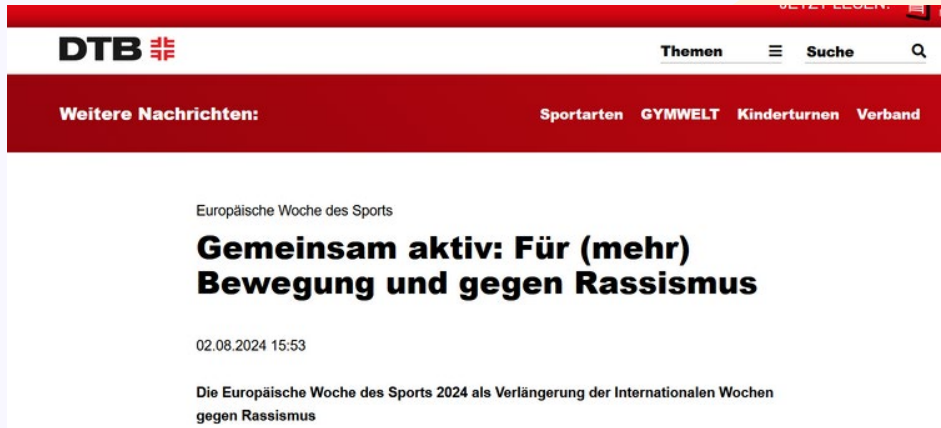 JETZT LESEN:
DTB
Themen
Suche
Weitere Nachrichten:
Sportarten GYMWELT Kinderturnen Verband
Europäische Woche des Sports
Gemeinsam aktiv: Für (mehr)
Bewegung und gegen Rassismus
02.08.2024 15:53
Die Europäische Woche des Sports 2024 als Verlängerung der Internationalen Wochen
gegen Rassismus